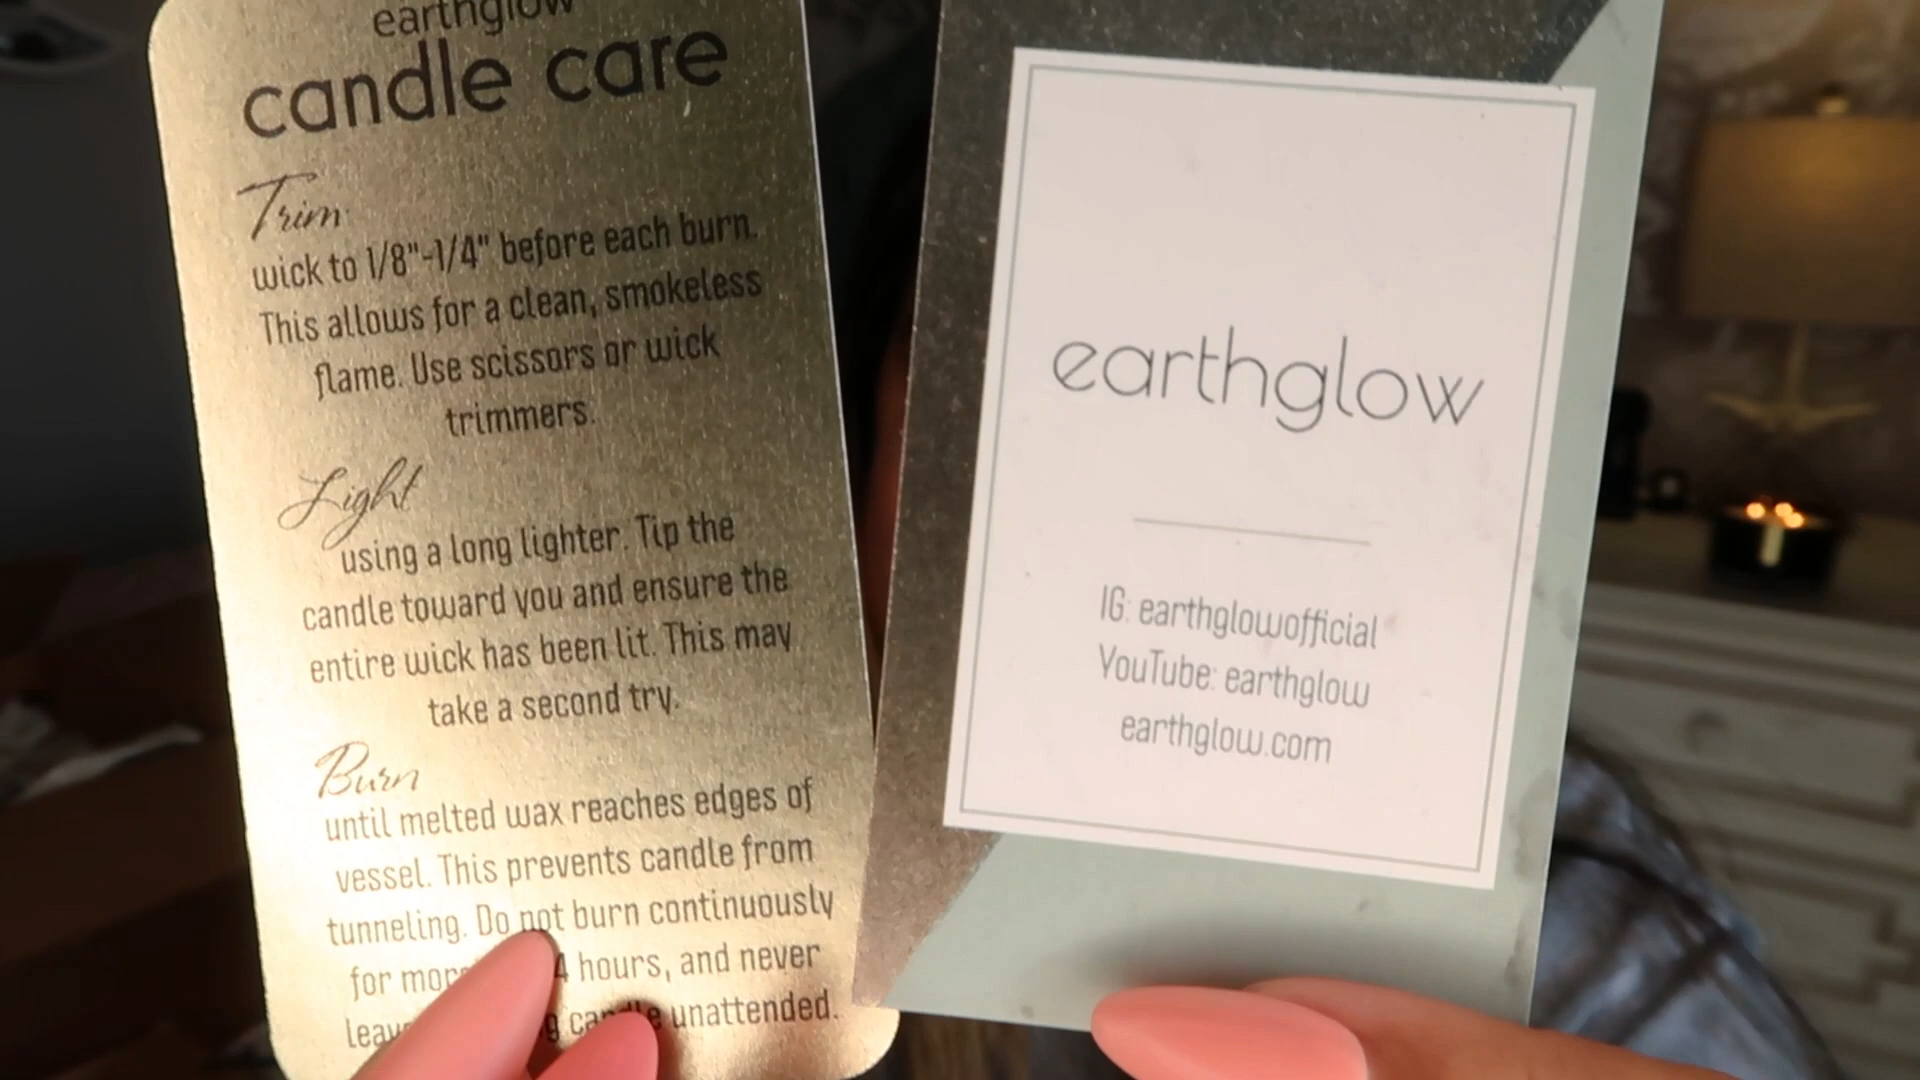 earthglow
candle care
Trim
wick to 1/8"-1/4" before each burn.
This allows for a clean, smokeless
flame. Use scissors or wick
trimmers.
Light
using a long lighter. Tip the
candle toward you and ensure the
entire wick has been lit. This may
take a second try.
Burn
until melted wax reaches edges of
vessel. This prevents candle from
tunneling. Do not burn continuously
for 4 hours, and never
candle unattended.
earthglow
IG: earthglowofficial
YouTube: earthglow
earthglow.com